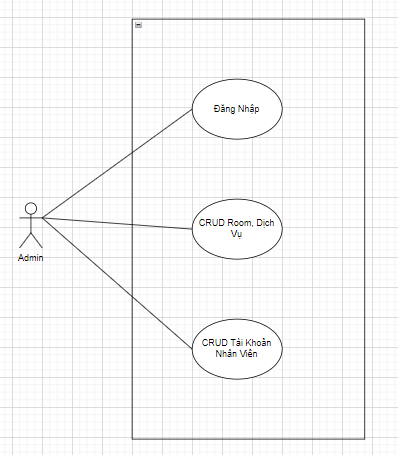 Đăng Nhập
CRUD Room, Dịch
Vụ
Admin
CRUD Tài Khoản
Nhân Viên